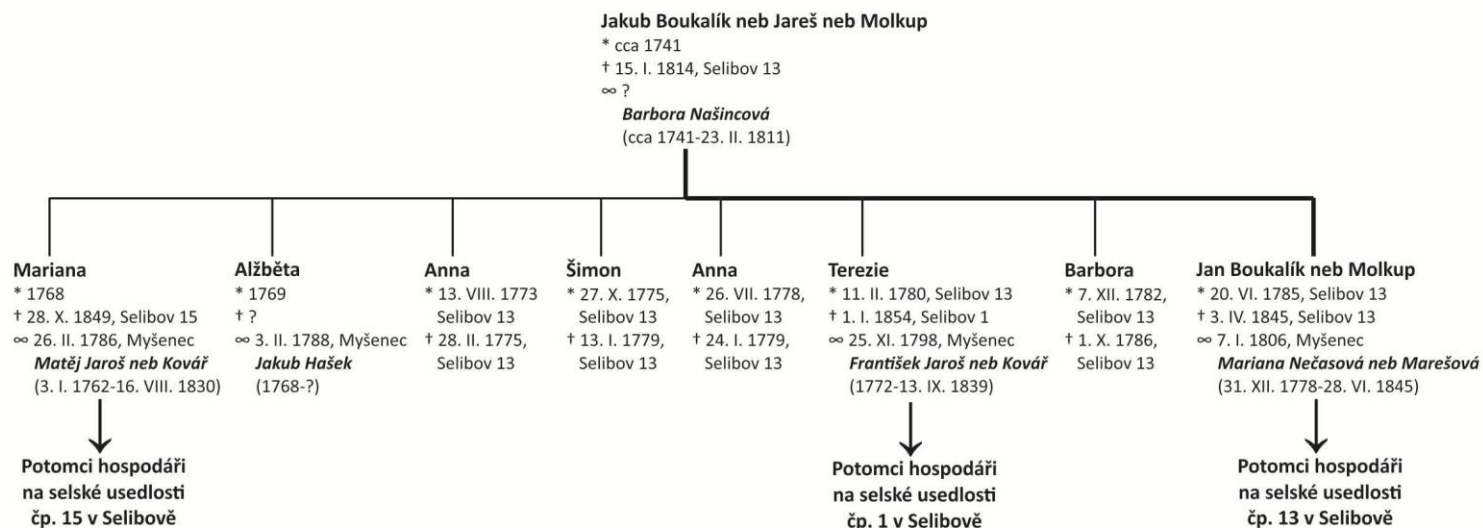 Jakub Boukalík neb Jareš neb Molkup
* cca 1741
† 15. I. 1814, Selibov 13
∞ ?
Barbora Našincová
(cca 1741-23. II. 1811)
Mariana
* 1768
† 28. X. 1849, Selibov 15
∞ 26. II. 1786, Myšenec
Matěj Jaroš neb Kovář
(3. I. 1762-16. VIII. 1830)
Potomci hospodáři
na selské usedlosti
čp. 15 v Selibově
Alžběta
* 1769
† ?
∞ 3. II. 1788, Myšenec
Jakub Hašek
(1768-?)
Anna
* 13. VIII. 1773
Selibov 13
† 28. II. 1775,
Selibov 13
Šimon
* 27. X. 1775,
Selibov 13
† 13. I. 1779,
Selibov 13
Anna
* 26. VII. 1778,
Selibov 13
† 24. I. 1779,
Selibov 13
Terezie
* 11. II. 1780, Selibov 13
† 1. I. 1854, Selibov 1
∞ 25. XI. 1798, Myšenec
František Jaroš neb Kovář
(1772-13. IX. 1839)
Potomci hospodáři
na selské usedlosti
čp. 1 v Selibově
Barbora
* 7. XII. 1782,
Selibov 13
† 1. X. 1786,
Selibov 13
Jan Boukalík neb Molkup
* 20. VI. 1785, Selibov 13
† 3. IV. 1845, Selibov 13
∞ 7. I. 1806, Myšenec
Mariana Nečasová neb Marešová
(31. XII. 1778-28. VI. 1845)
Potomci hospodáři
na selské usedlosti
čp. 13 v Selibově